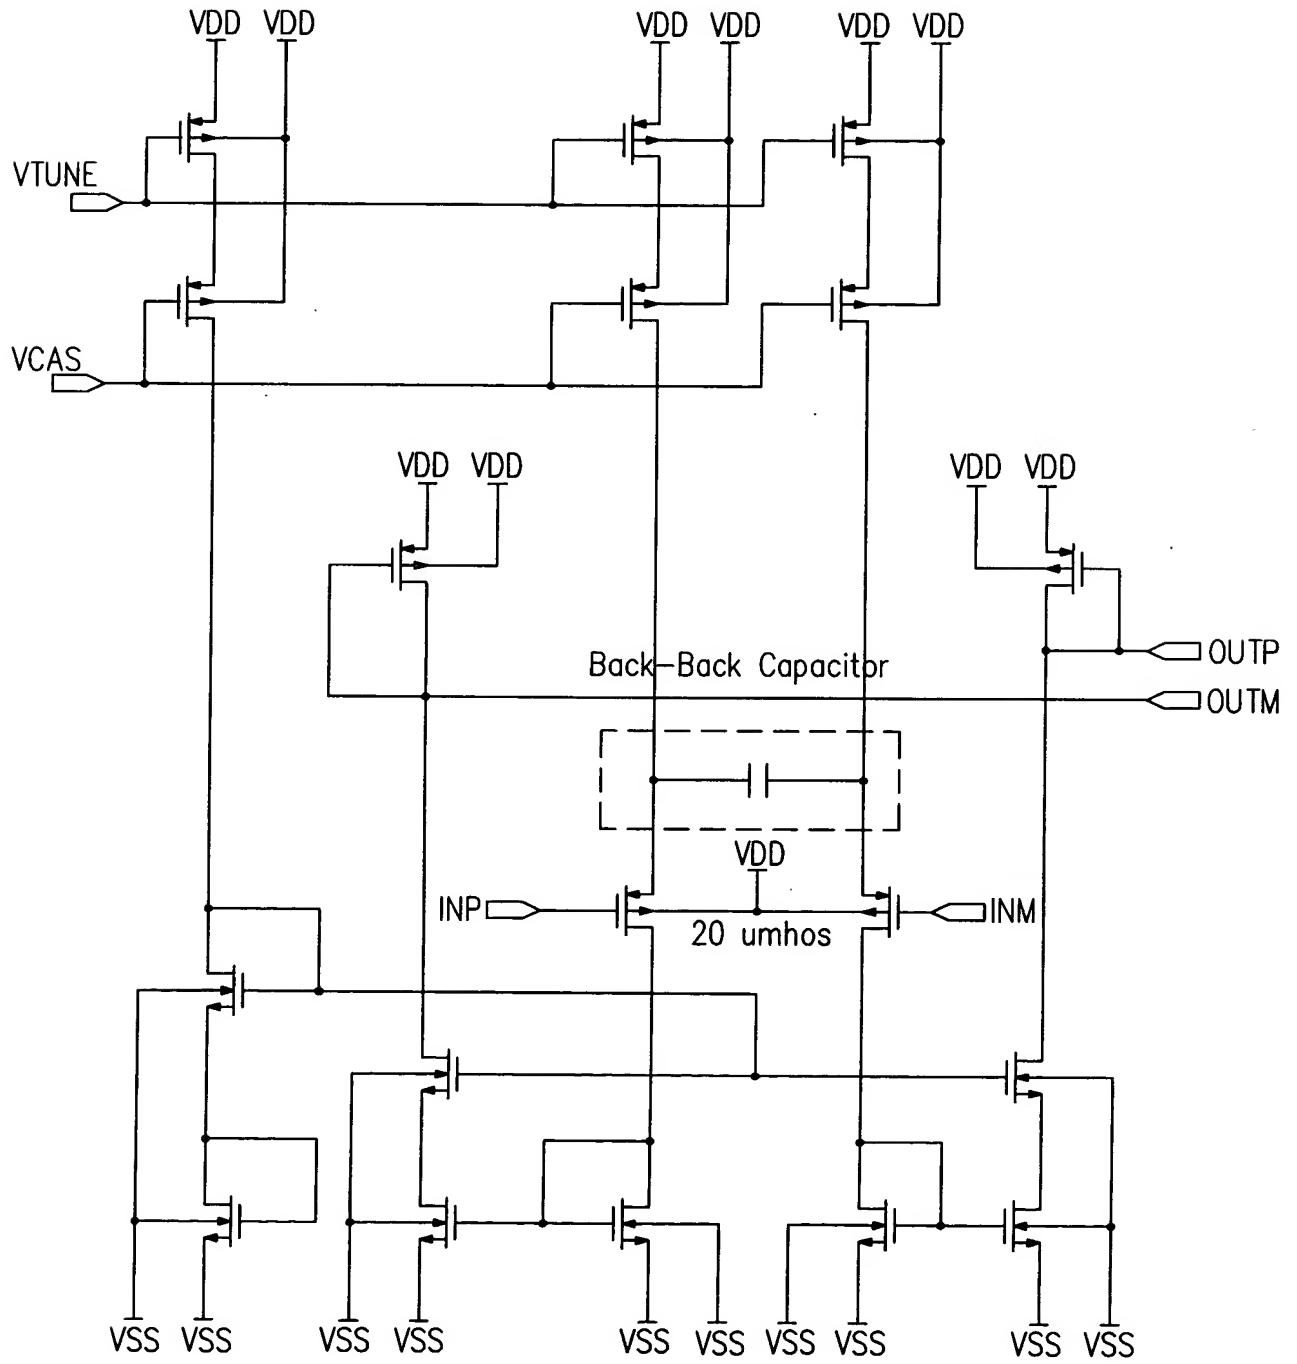 VDD VDD VDD VDD VDD VDD
VTUNE
VCAS
VDD VDD VDD VDD
OUTP
Back-Back Capacitor
OUTM
VDD
INP
INM
20 umhos
VSS VSS VSS VSS VSS VSS VSS VSS VSS VSS